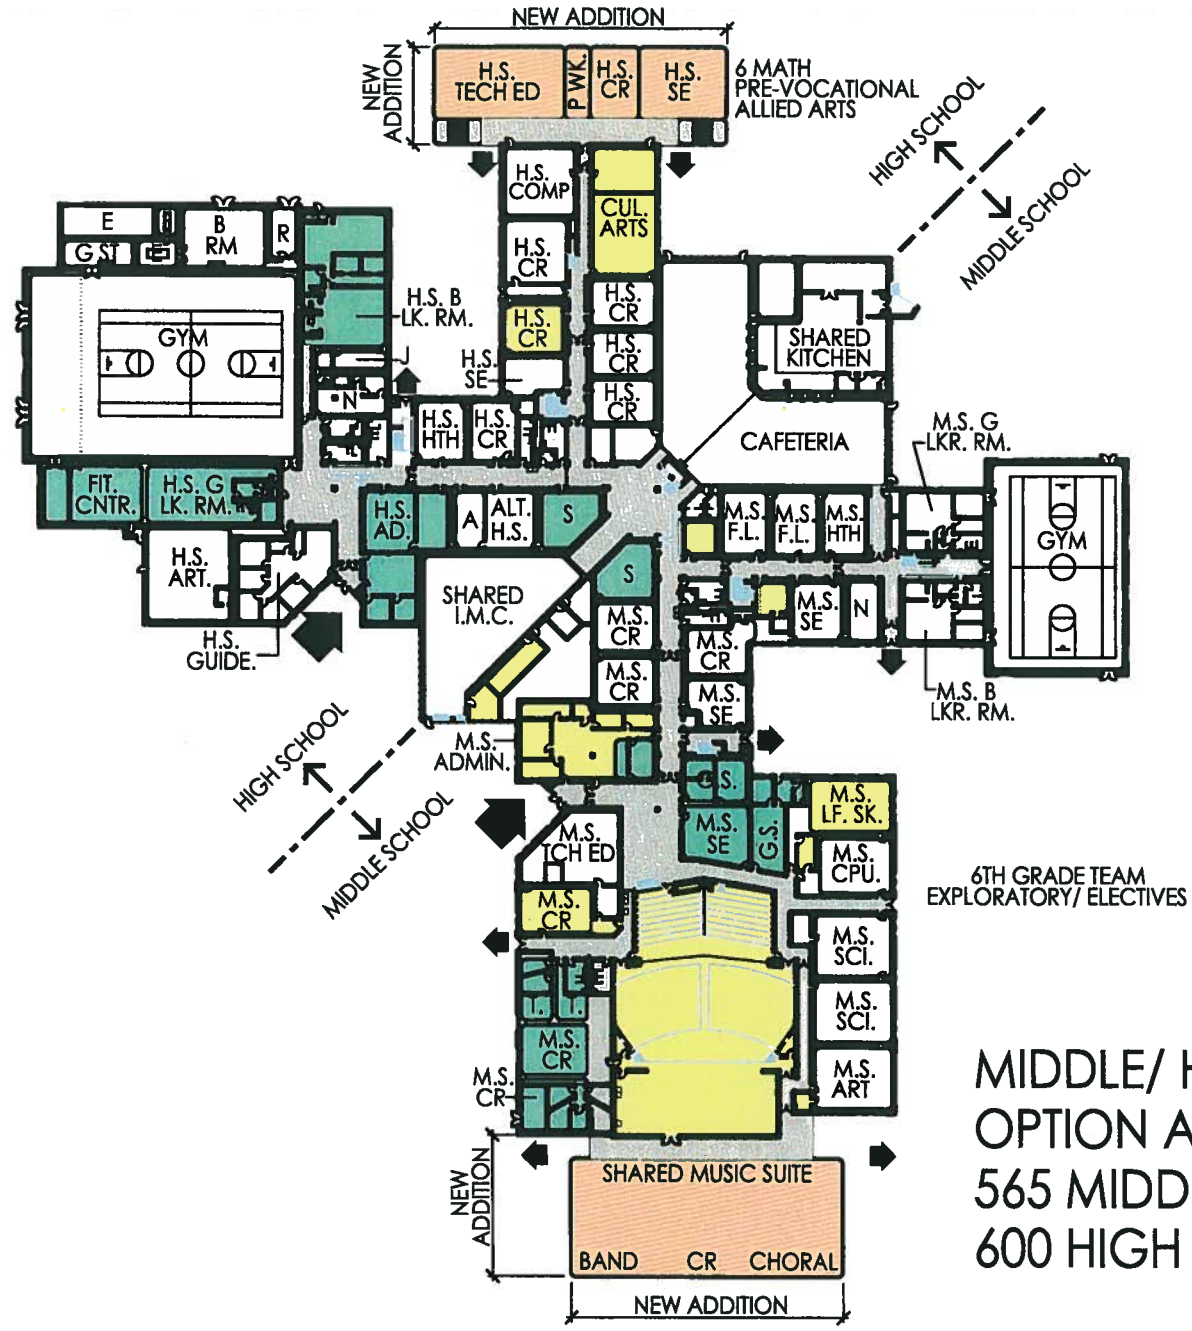 NEW ADDITION
NEW
ADDITION
H.S.
TECH ED
P WK.
H.S.
CR
H.S.
SE
6 MATH
PRE-VOCATIONAL
ALLIED ARTS
HIGH SCHOOL
MIDDLE SCHOOL
H.S.
COMP
CUL.
ARTS
H.S.
CR
H.S.
CR
H.S.
CR
H.S.
CR
H.S.
CR
H.S.
SE
E
G ST
B
RM
R
GYM
H.S. B
LK. RM.
J
N
H.S.
HTH
H.S.
CR
SHARED
KITCHEN
CAFETERIA
M.S. G
LKR. RM.
FIT.
CNTR.
H.S. G
LK. RM.
H.S.
AD.
A
ALT.
H.S.
S
M.S.
F.L.
M.S.
F.L.
M.S.
HTH
GYM
H.S.
ART.
H.S.
GUIDE.
SHARED
I.M.C.
S
M.S.
CR
M.S.
CR
M.S.
CR
M.S.
SE
M.S.
SE
N
M.S. B
LKR. RM.
M.S.
ADMIN.
HIGH SCHOOL
MIDDLE SCHOOL
M.S.
TCH ED
M.S.
CR
M.S.
SE
G.S.
M.S.
LF. SK.
M.S.
CPU.
6TH GRADE TEAM
EXPLORATORY/ ELECTIVES
M.S.
SCI.
M.S.
SCI.
M.S.
ART
T.
T.
M.S.
CR
M.S.
CR
MIDDLE/ H
OPTION A
565 MIDD
600 HIGH
NEW
ADDITION
SHARED MUSIC SUITE
BAND CR CHORAL
NEW ADDITION